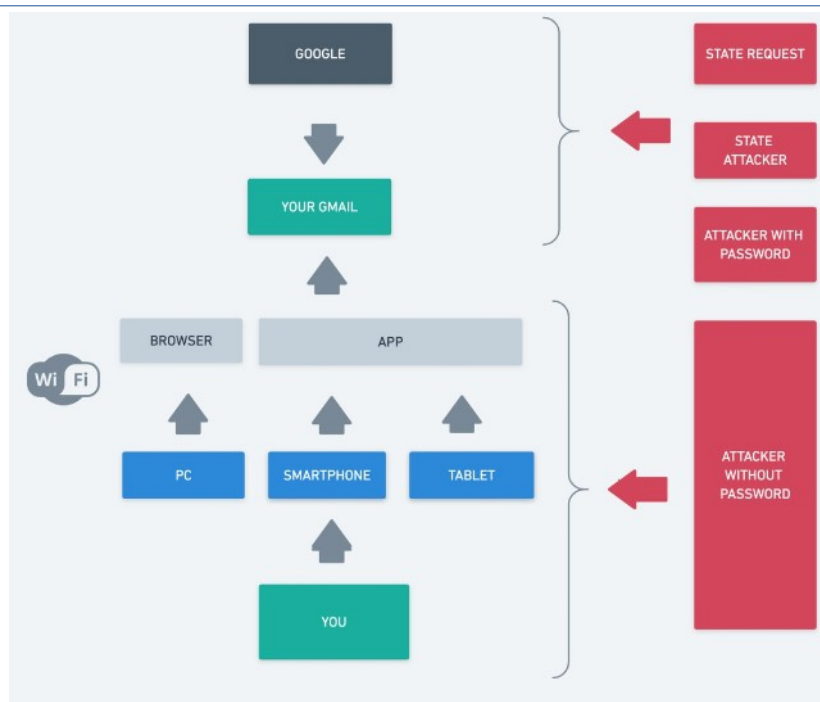 GOOGLE
STATE REQUEST
STATE
ATTACKER
YOUR GMAIL
ATTACKER WITH
PASSWORD
BROWSER
APP
Wi Fi
PC
SMARTPHONE
TABLET
ATTACKER
WITHOUT
PASSWORD
YOU